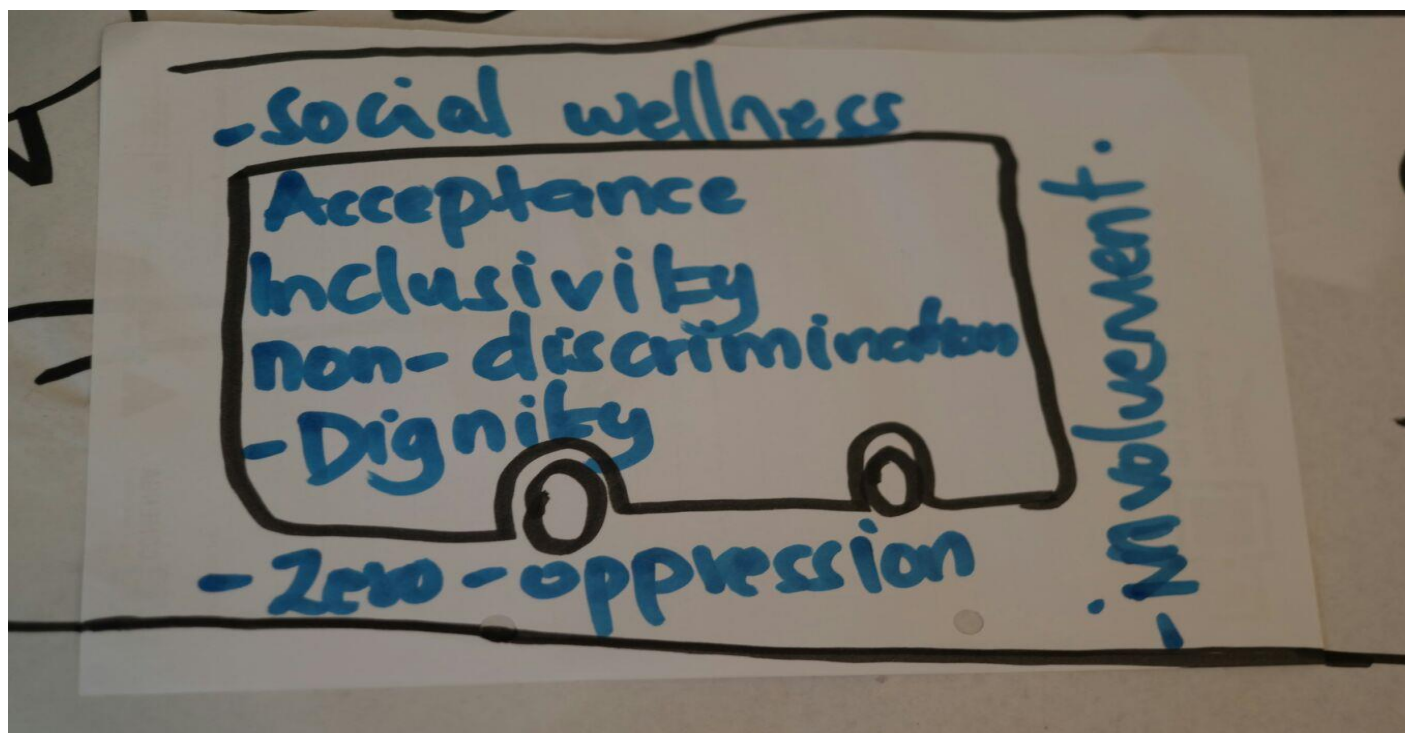 -Social wellness
Acceptance
Inclusivity
non-discrimination
-Dignity
-Zero-oppression
-involvement.